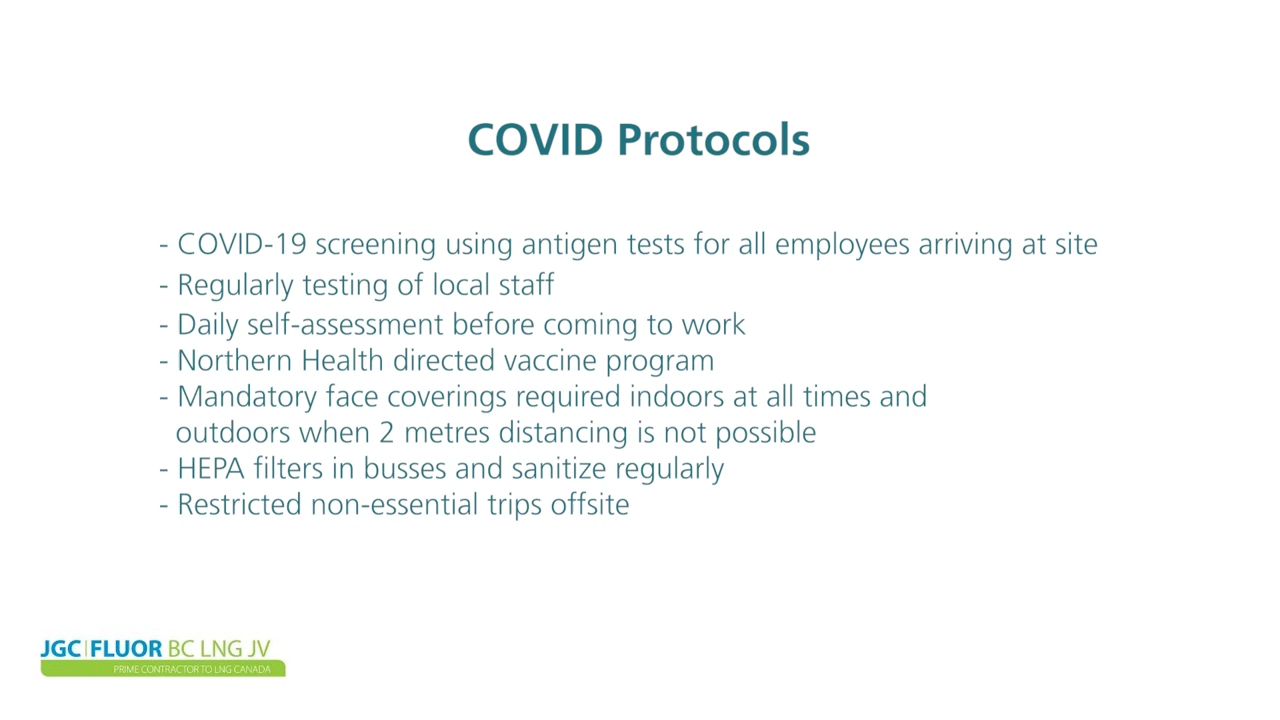 COVID Protocols
- COVID-19 screening using antigen tests for all employees arriving at site
- Regularly testing of local staff
- Daily self-assessment before coming to work
- Northern Health directed vaccine program
- Mandatory face coverings required indoors at all times and
outdoors when 2 metres distancing is not possible
- HEPA filters in busses and sanitize regularly
- Restricted non-essential trips offsite
JGC|FLUOR BC LNG JV
PRIME CONTRACTOR TO LNG CANADA